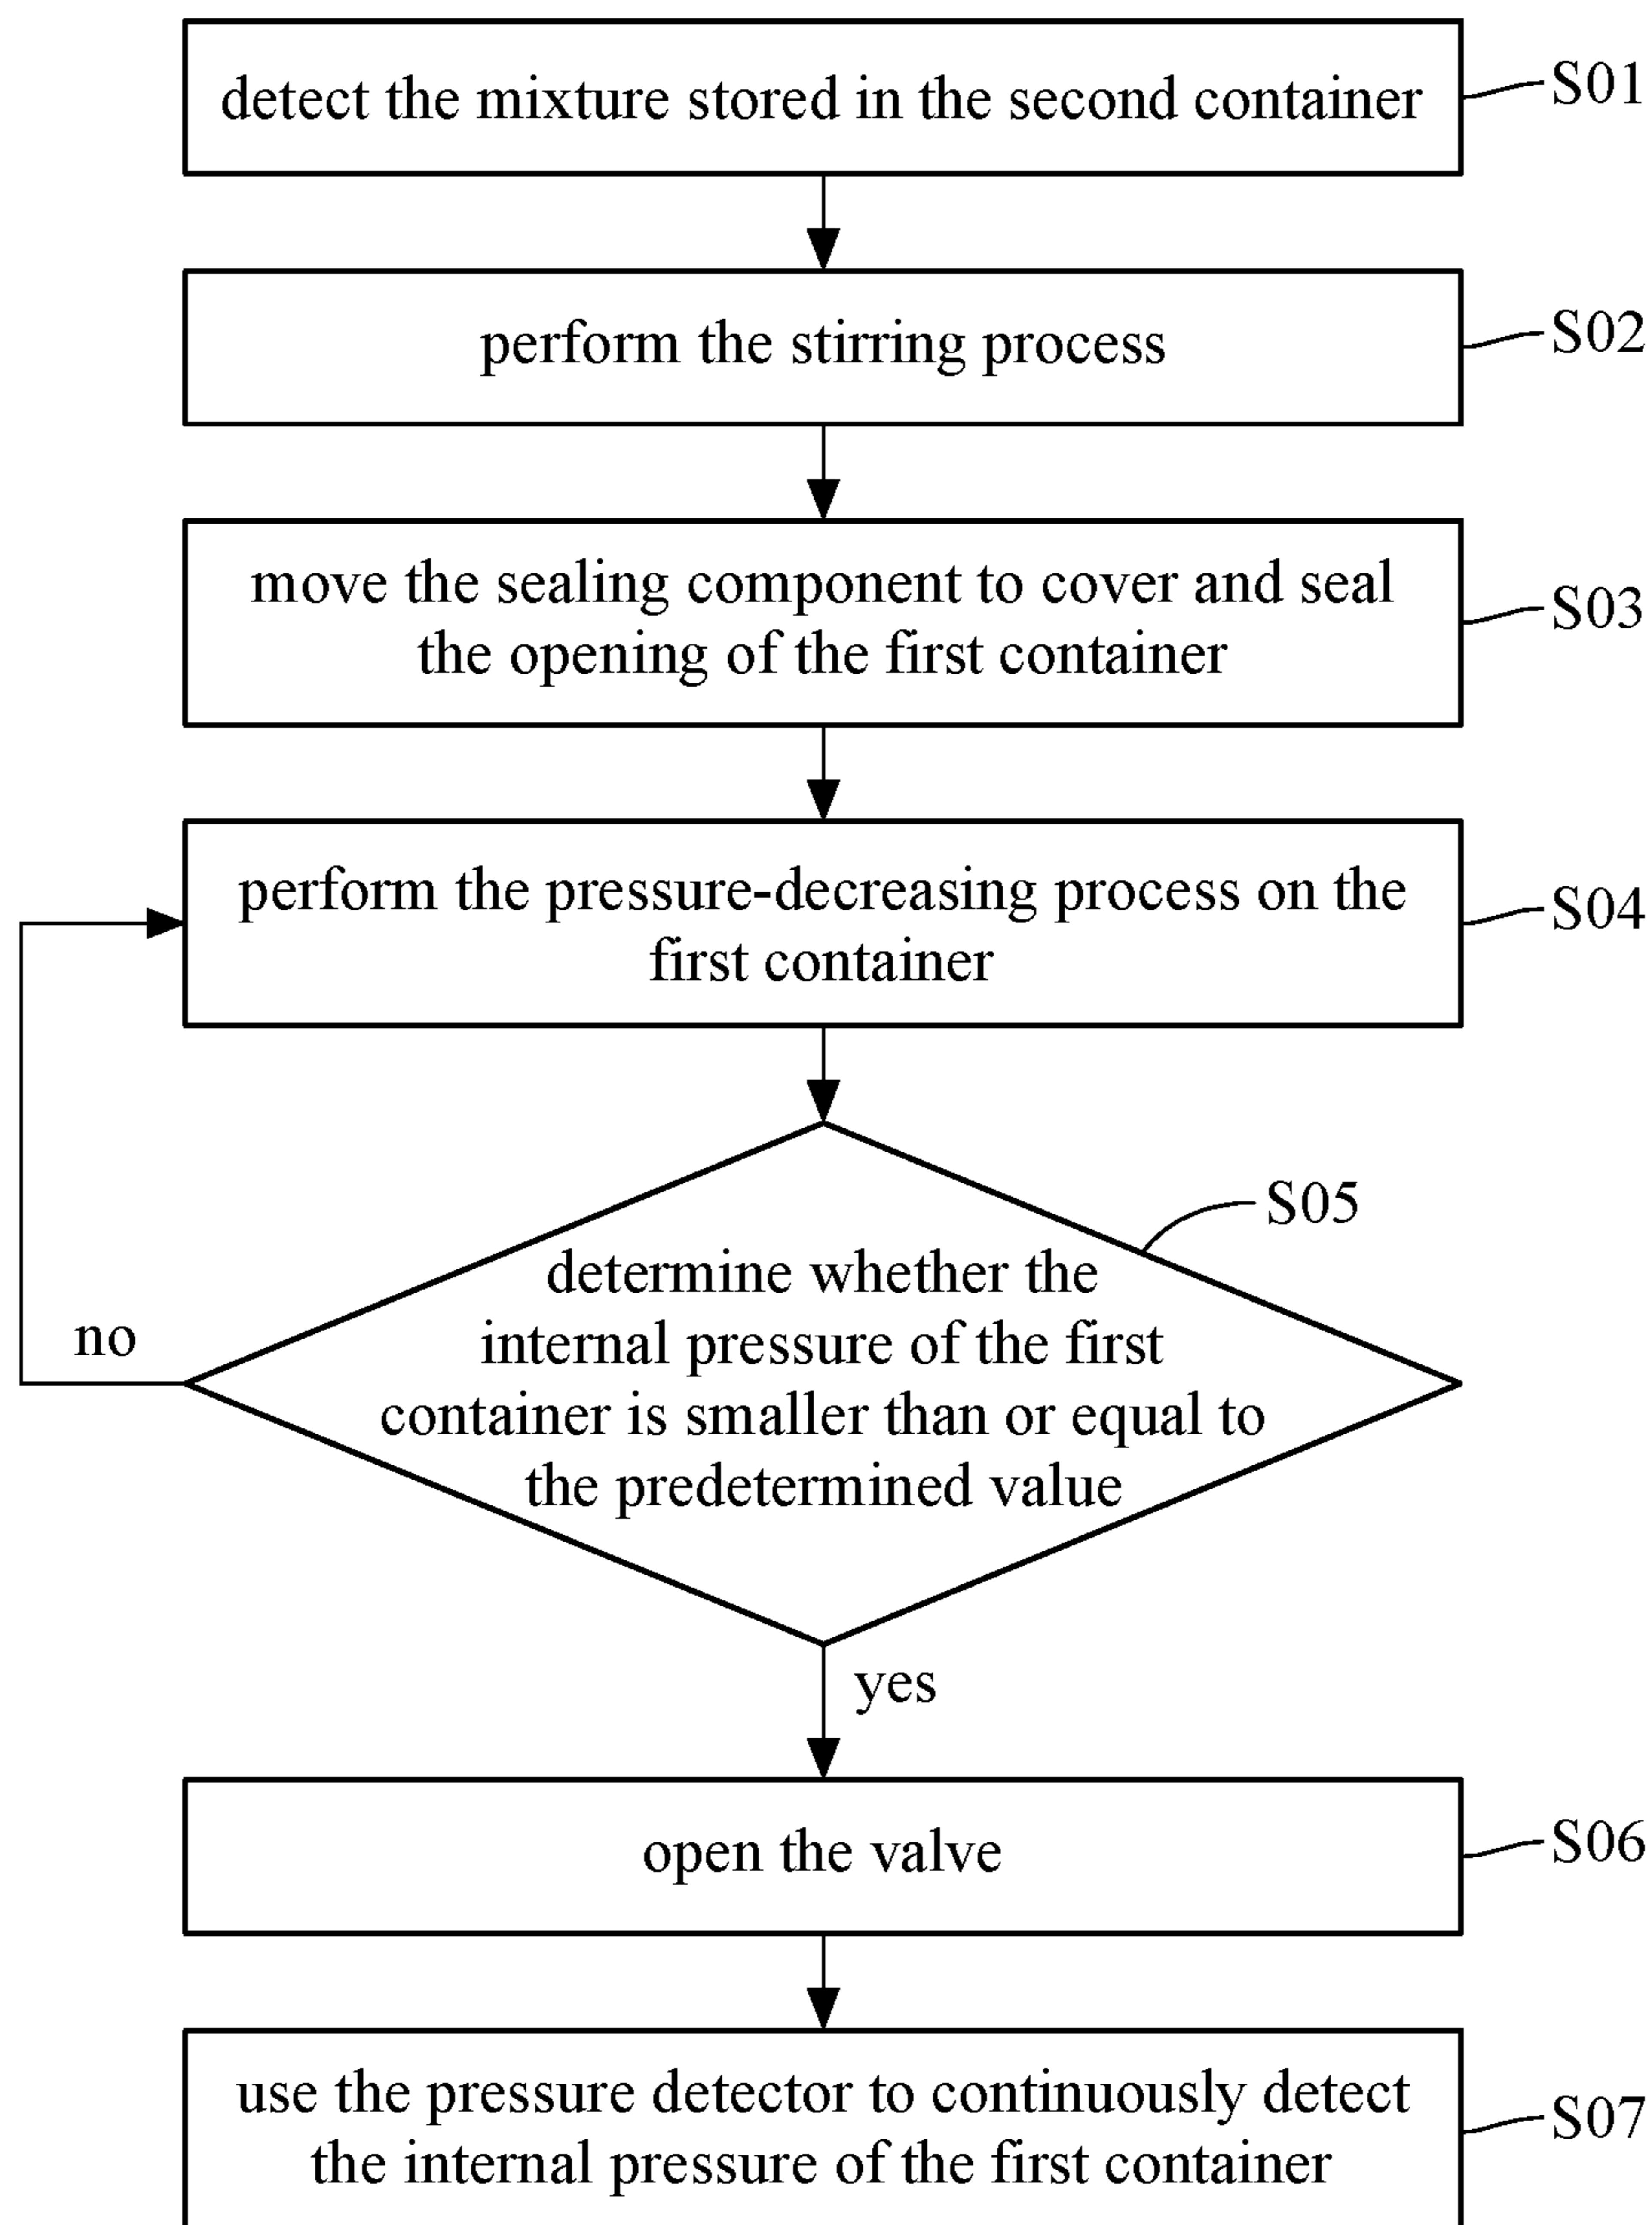 detect the mixture stored in the second container
S01
perform the stirring process
S02
move the sealing component to cover and seal
the opening of the first container
S03
perform the pressure-decreasing process on the
first container
S04
S05
determine whether the
internal pressure of the first
container is smaller than or equal to
the predetermined value
no
yes
open the valve
S06
use the pressure detector to continuously detect
the internal pressure of the first container
S07